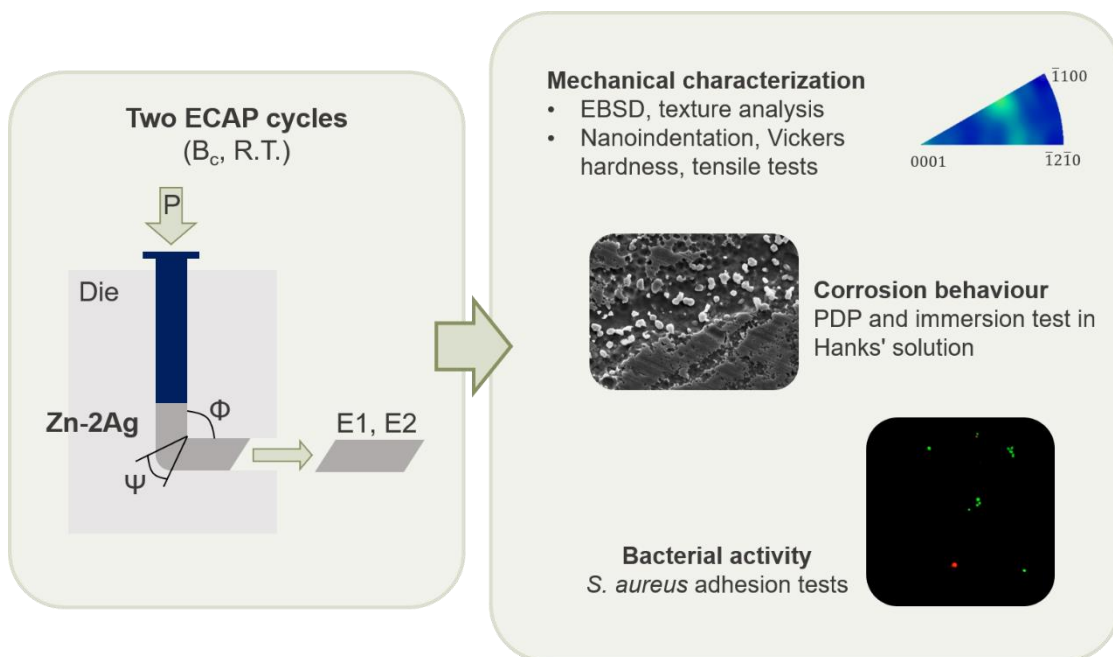 Two ECAP cycles
(B꜀, R.T.)
P
Die
Zn-2Ag
Φ
Ψ
E1, E2
Mechanical characterization
• EBSD, texture analysis
• Nanoindentation, Vickers
hardness, tensile tests
1̅100
0001
1̅21̅0
Corrosion behaviour
PDP and immersion test in
Hanks' solution
Bacterial activity
S. aureus adhesion tests